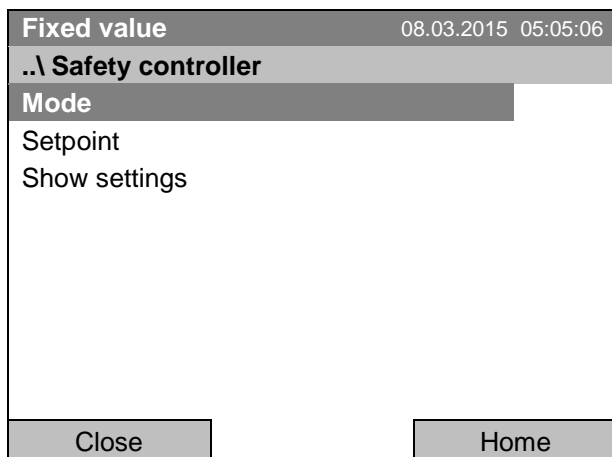 Fixed value 08.03.2015 05:05:06
..\ Safety controller
Mode
Setpoint
Show settings
Close Home